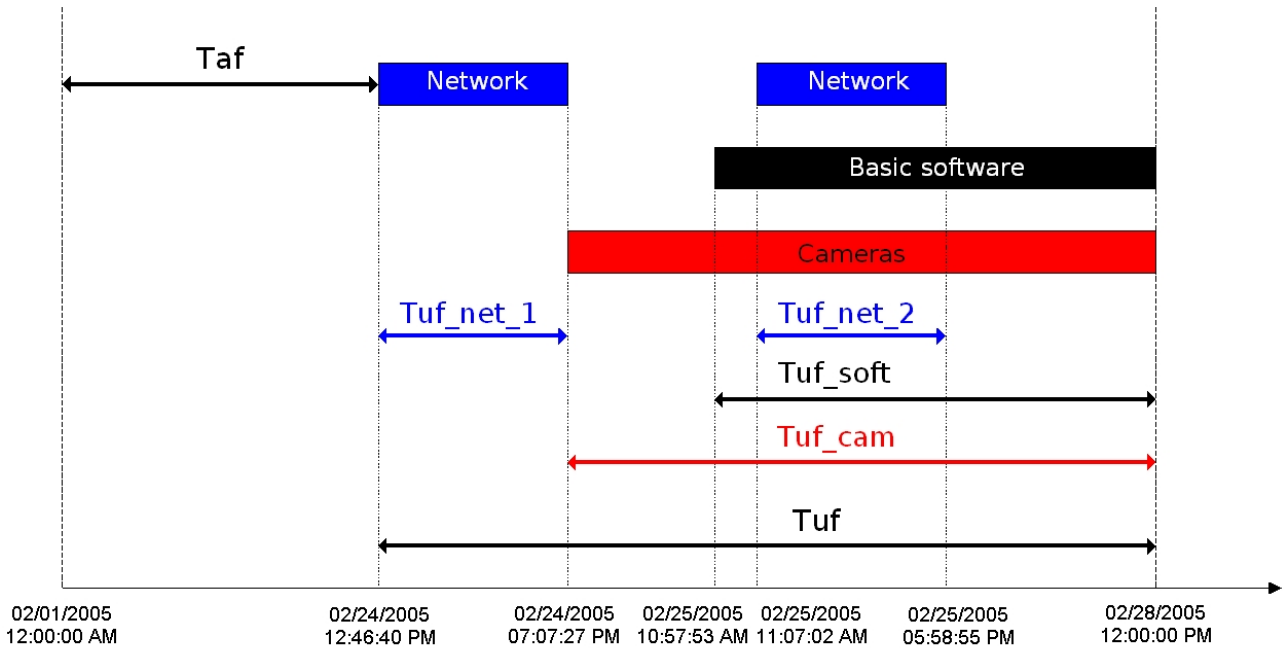 Taf
Network
Network
Basic software
Cameras
Tuf_net_1
Tuf_net_2
Tuf_soft
Tuf_cam
Tuf
02/01/2005
12:00:00 AM
02/24/2005
12:46:40 PM
02/24/2005
07:07:27 PM
02/25/2005
10:57:53 AM
02/25/2005
11:07:02 AM
02/25/2005
05:58:55 PM
02/28/2005
12:00:00 PM